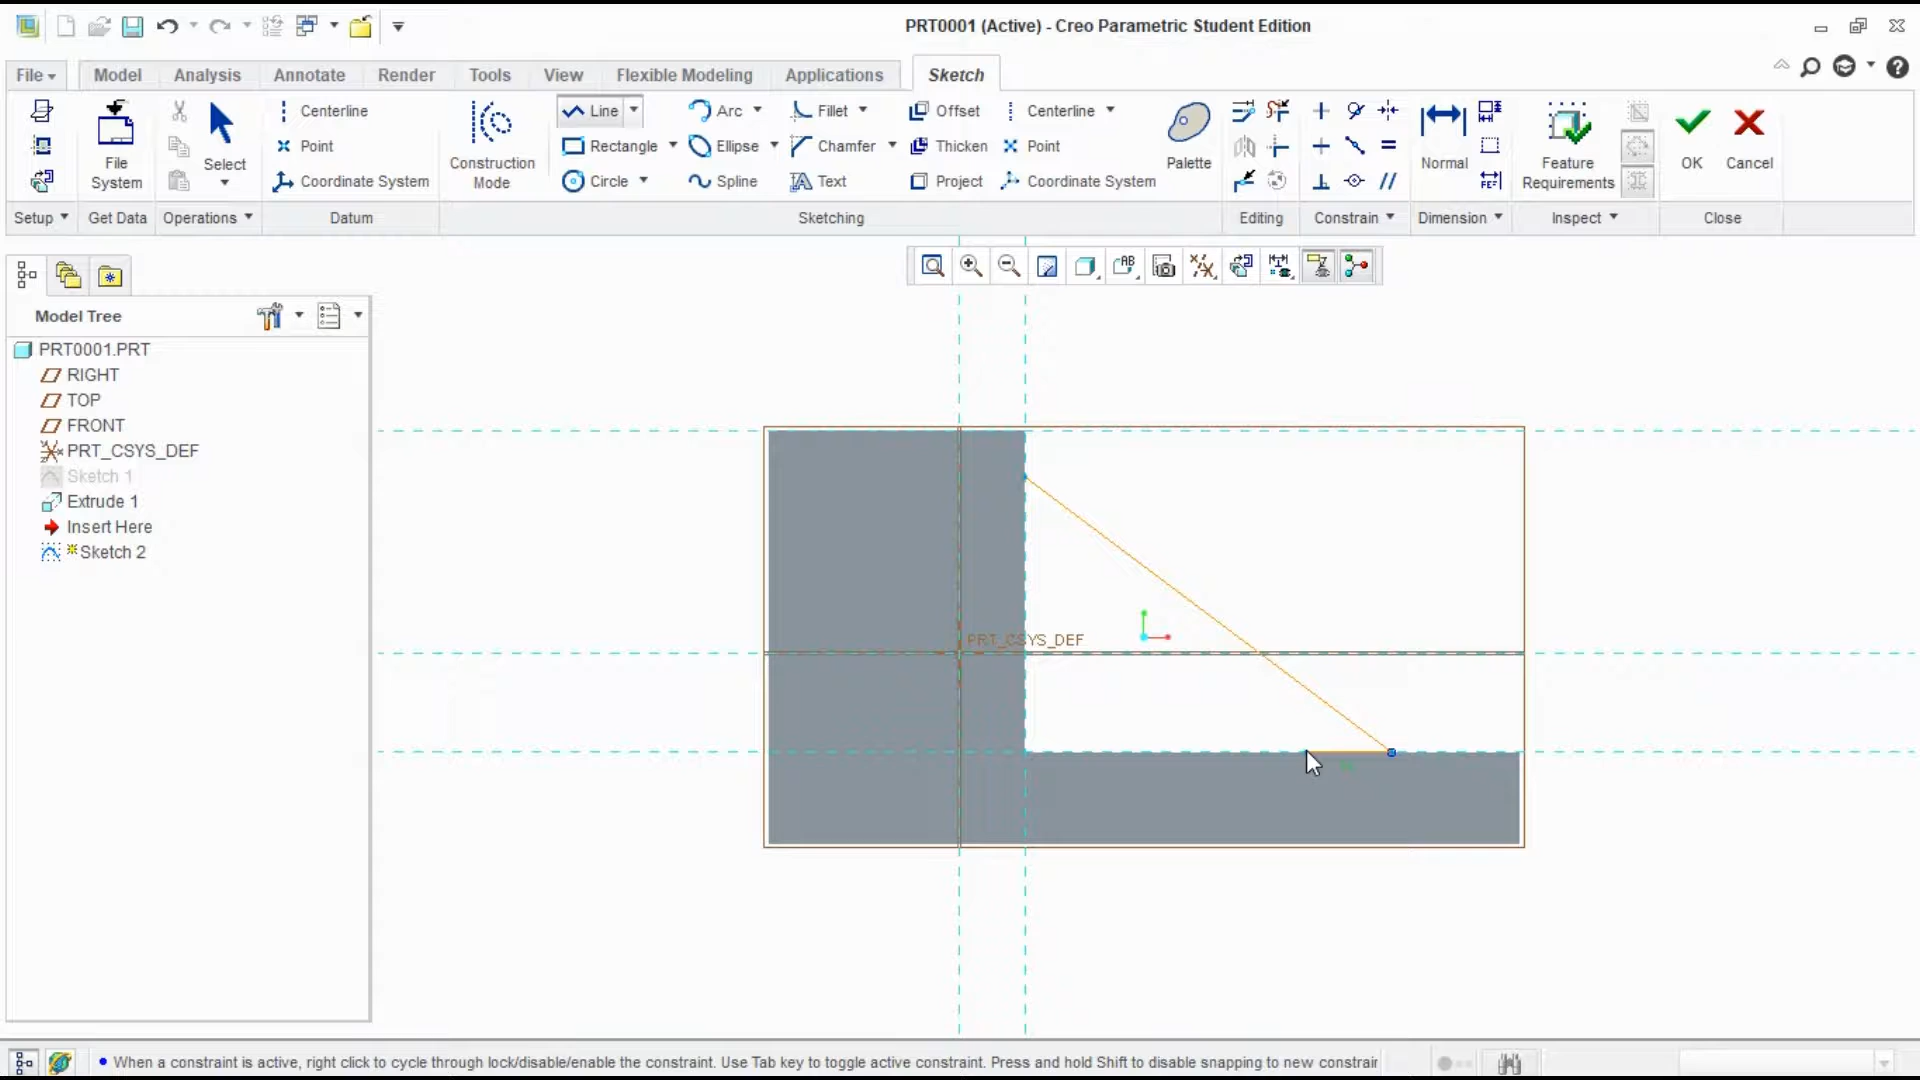 PRT0001 (Active) - Creo Parametric Student Edition
File Model Analysis Annotate Render Tools View Flexible Modeling Applications Sketch
Centerline Line Arc Fillet Offset Centerline
File System Select Point Construction Mode Rectangle Ellipse Chamfer Thicken Point Palette Normal Feature Requirements OK Cancel
Coordinate System Circle Spline Text Project Coordinate System
Setup Get Data Operations Datum Sketching Editing Constrain Dimension Inspect Close
Model Tree
PRT0001.PRT
RIGHT
TOP
FRONT
PRT_CSYS_DEF
Sketch 1
Extrude 1
Insert Here
Sketch 2
PRT_CSYS_DEF
When a constraint is active, right click to cycle through lock/disable/enable the constraint. Use Tab key to toggle active constraint. Press and hold Shift to disable snapping to new constrair